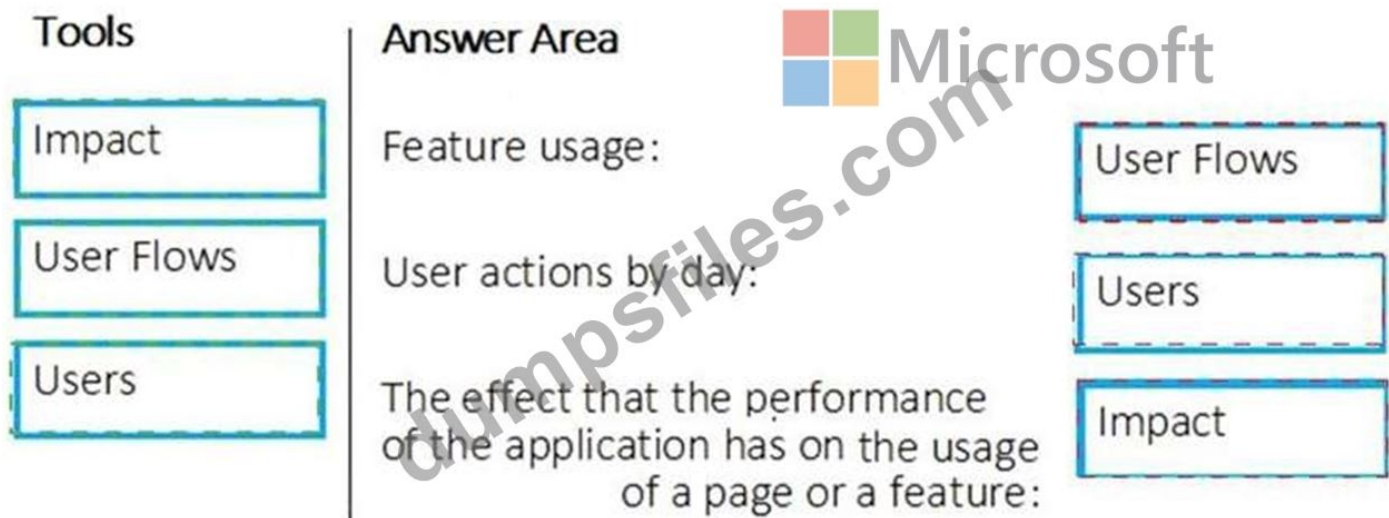 Tools
Answer Area
Microsoft
Impact
Feature usage:
User Flows
User Flows
User actions by day:
Users
Users
The effect that the performance
of the application has on the usage
of a page or a feature:
Impact
dumpsfiles.com